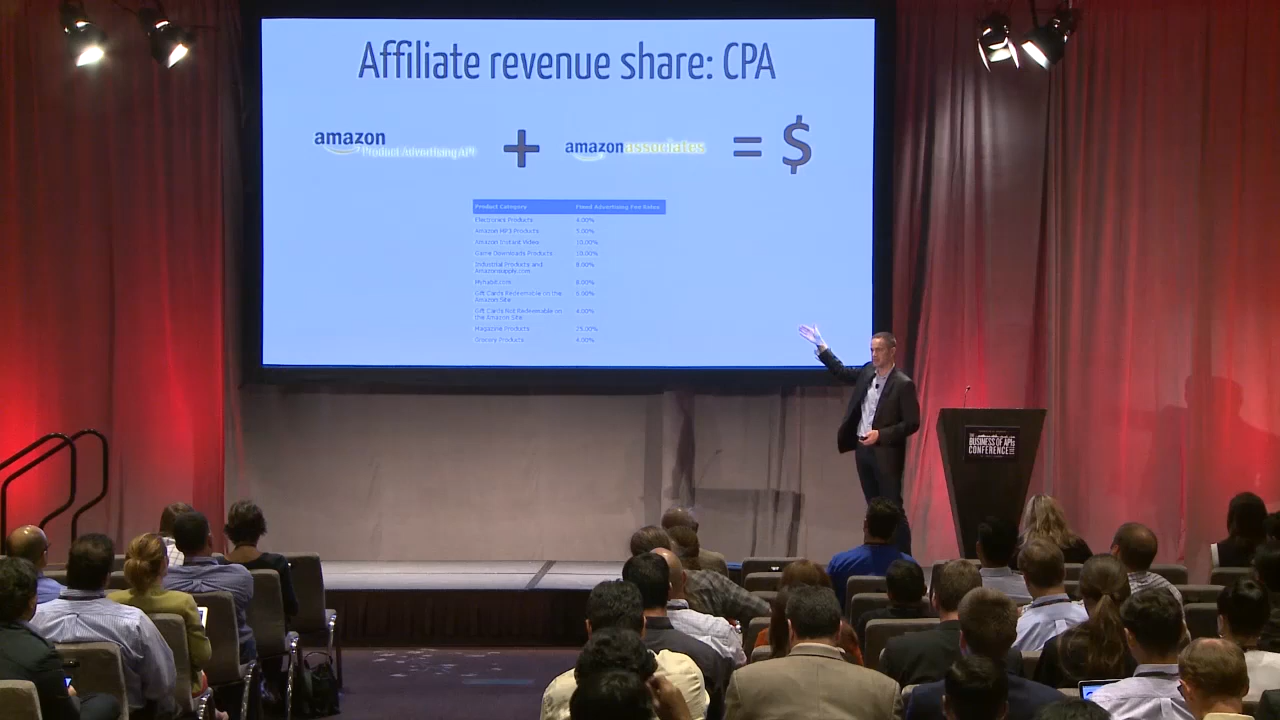 Affiliate revenue share: CPA
amazon
Product Advertising API
+
amazonassociates
= $
Product Category Fixed Advertising Fee Rates
Electronics Products 4.00%
Amazon MP3 Products 5.00%
Amazon Instant Video 10.00%
Game Downloads Products 10.00%
Industrial Products and
Amazonsupply.com 8.00%
Myhabit.com 8.00%
Gift Cards Redeemable on the
Amazon Site 6.00%
Gift Cards Not Redeemable on
the Amazon Site 4.00%
Magazine Products 25.00%
Grocery Products 4.00%
THE
BUSINESS OF APIs
CONFERENCE